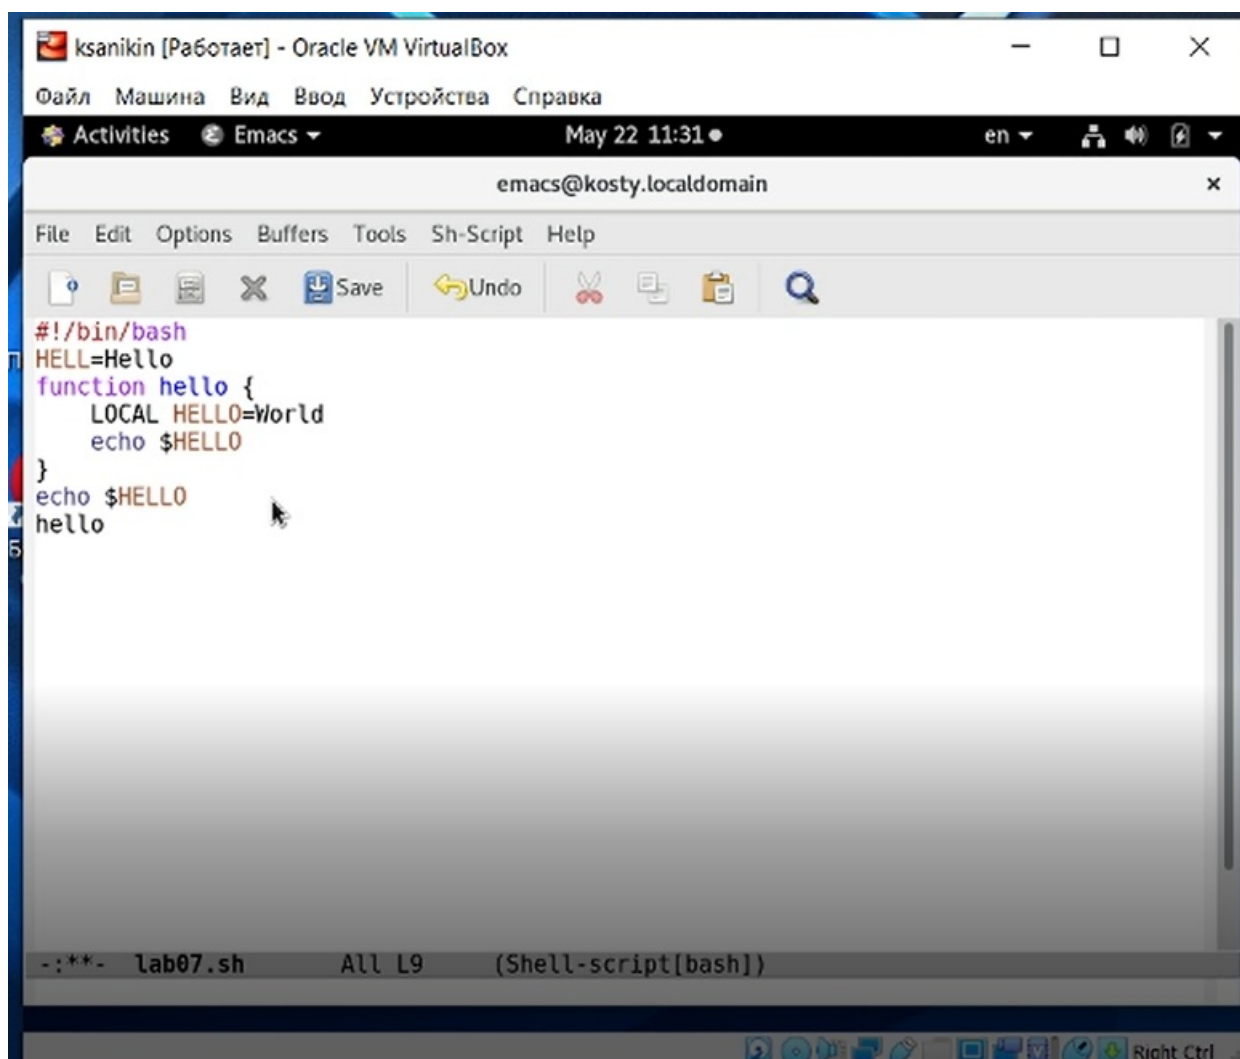 ksanikin [Работает] - Oracle VM VirtualBox
Файл Машина Вид Ввод Устройства Справка
Activities Emacs May 22 11:31 en
emacs@kosty.localdomain
File Edit Options Buffers Tools Sh-Script Help
Save Undo
#!/bin/bash
HELL=Hello
function hello {
    LOCAL HELLO=World
    echo $HELLO
}
echo $HELLO
hello
-:**- lab07.sh All L9 (Shell-script[bash])
Right Ctrl